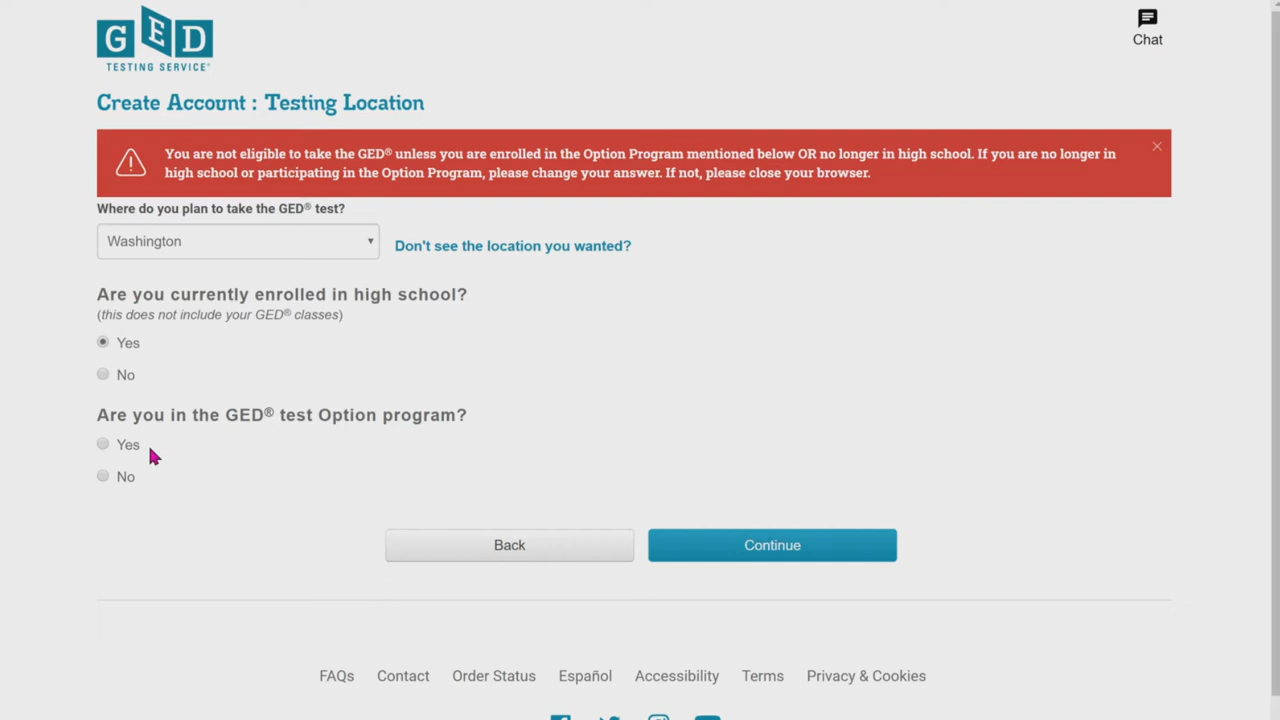 Chat
GED
TESTING SERVICE®
Create Account : Testing Location
You are not eligible to take the GED® unless you are enrolled in the Option Program mentioned below OR no longer in high school. If you are no longer in
high school or participating in the Option Program, please change your answer. If not, please close your browser.
Where do you plan to take the GED® test?
Washington
Don't see the location you wanted?
Are you currently enrolled in high school?
(this does not include your GED® classes)
Yes
No
Are you in the GED® test Option program?
Yes
No
Back
Continue
FAQs Contact Order Status Español Accessibility Terms Privacy & Cookies